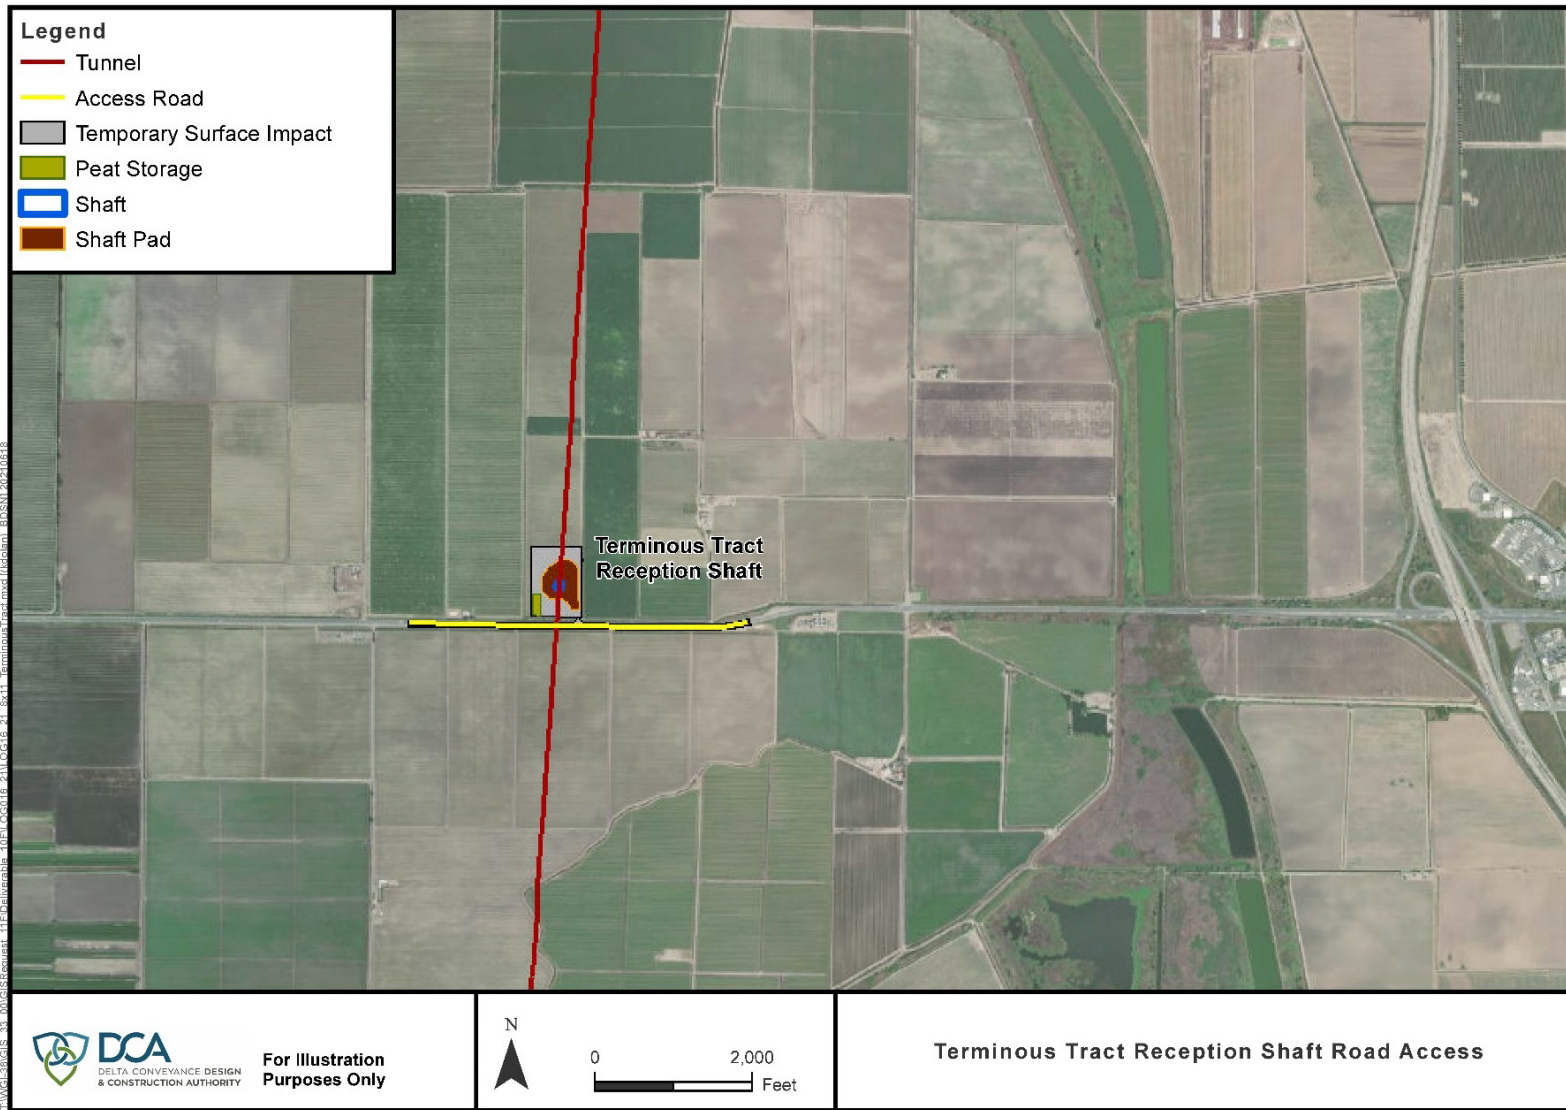 Legend
Tunnel
Access Road
Temporary Surface Impact
Peat Storage
Shaft
Shaft Pad
Terminous Tract
Reception Shaft
DCA
DELTA CONVEYANCE DESIGN
& CONSTRUCTION AUTHORITY
For Illustration
Purposes Only
N
0 2,000
Feet
Terminous Tract Reception Shaft Road Access